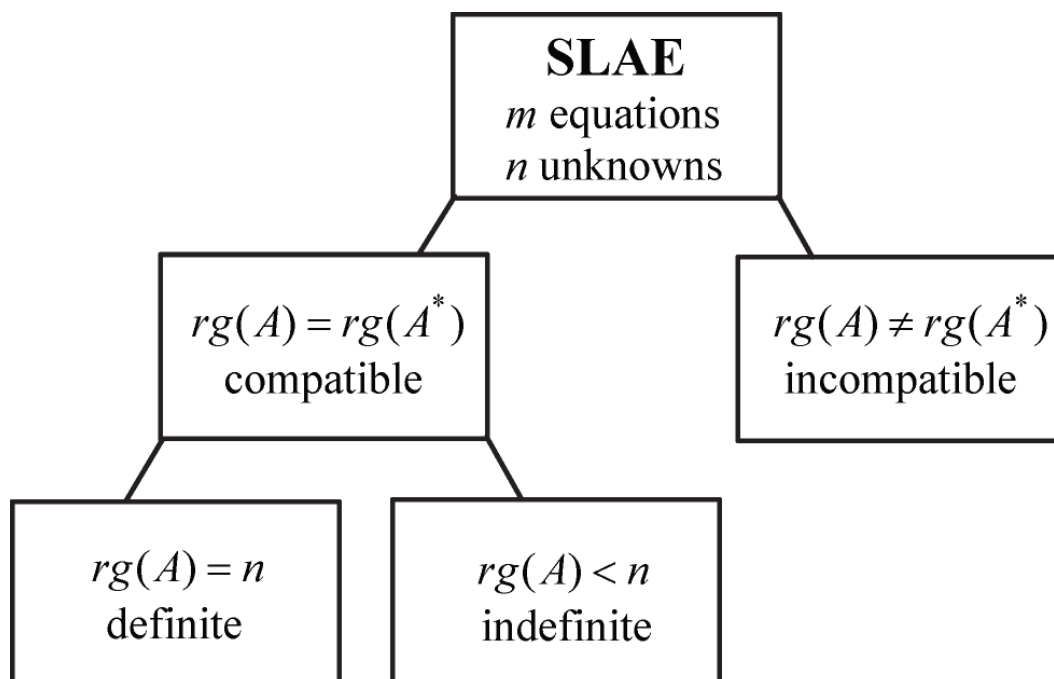 SLAE
m equations
n unknowns
rg(A) = rg(A*)
compatible
rg(A) ≠ rg(A*)
incompatible
rg(A) = n
definite
rg(A) < n
indefinite